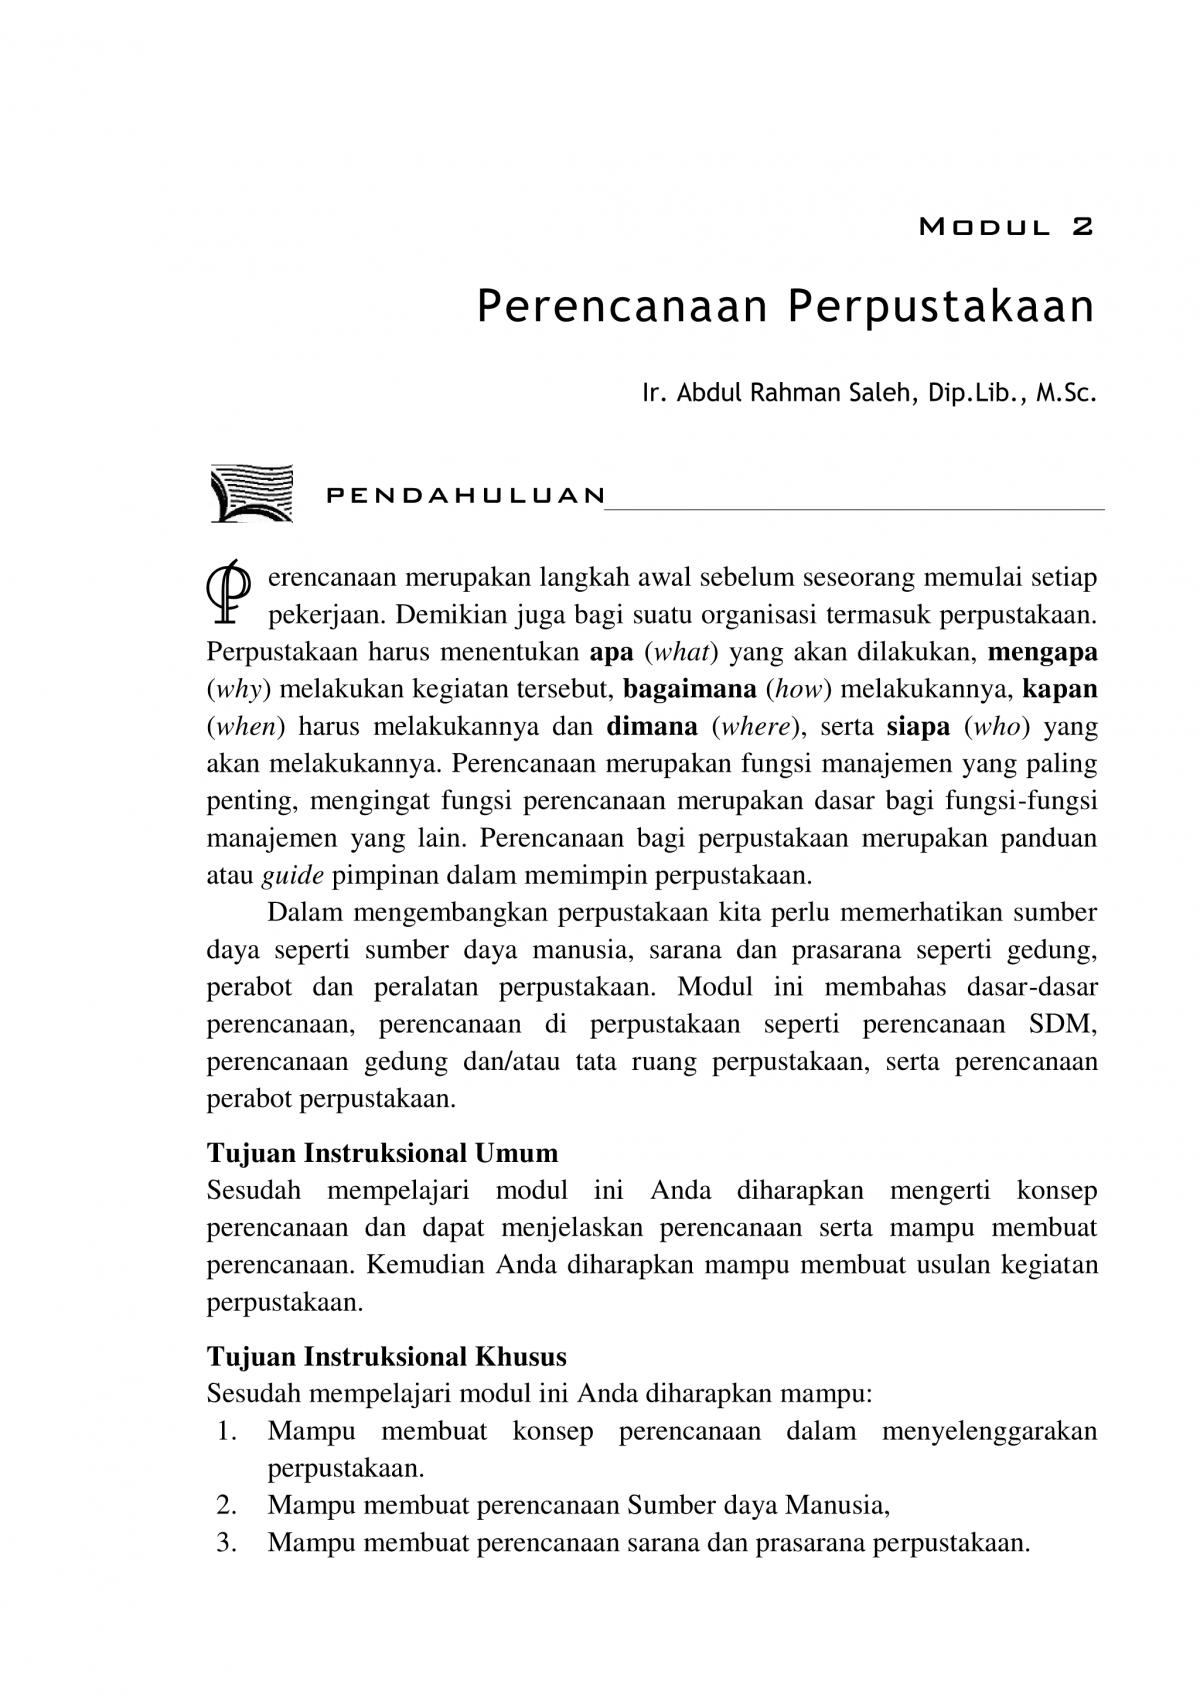 Modul 2
Perencanaan Perpustakaan
Ir. Abdul Rahman Saleh, Dip.Lib., M.Sc.
PENDAHULUAN
Perencanaan merupakan langkah awal sebelum seseorang memulai setiap
pekerjaan. Demikian juga bagi suatu organisasi termasuk perpustakaan.
Perpustakaan harus menentukan apa (what) yang akan dilakukan, mengapa
(why) melakukan kegiatan tersebut, bagaimana (how) melakukannya, kapan
(when) harus melakukannya dan dimana (where), serta siapa (who) yang
akan melakukannya. Perencanaan merupakan fungsi manajemen yang paling
penting, mengingat fungsi perencanaan merupakan dasar bagi fungsi-fungsi
manajemen yang lain. Perencanaan bagi perpustakaan merupakan panduan
atau guide pimpinan dalam memimpin perpustakaan.
Dalam mengembangkan perpustakaan kita perlu memerhatikan sumber
daya seperti sumber daya manusia, sarana dan prasarana seperti gedung,
perabot dan peralatan perpustakaan. Modul ini membahas dasar-dasar
perencanaan, perencanaan di perpustakaan seperti perencanaan SDM,
perencanaan gedung dan/atau tata ruang perpustakaan, serta perencanaan
perabot perpustakaan.
Tujuan Instruksional Umum
Sesudah mempelajari modul ini Anda diharapkan mengerti konsep
perencanaan dan dapat menjelaskan perencanaan serta mampu membuat
perencanaan. Kemudian Anda diharapkan mampu membuat usulan kegiatan
perpustakaan.
Tujuan Instruksional Khusus
Sesudah mempelajari modul ini Anda diharapkan mampu:
1. Mampu membuat konsep perencanaan dalam menyelenggarakan
perpustakaan.
2. Mampu membuat perencanaan Sumber daya Manusia,
3. Mampu membuat perencanaan sarana dan prasarana perpustakaan.